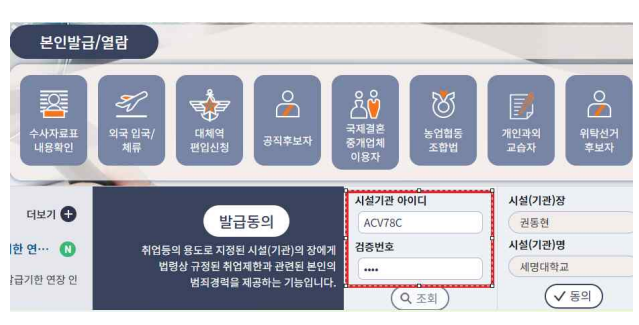 본인발급/열람
수사자료표
내용확인
외국 입국/
체류
대체역
편입신청
공직후보자
국제결혼
중개업체
이용자
농업협동
조합법
개인과외
교습자
위탁선거
후보자
더보기
한 연…
N
급기한 연장 안
발급동의
취업등의 용도로 지정된 시설(기관)의 장에게
법령상 규정된 취업제한과 관련된 본인의
범죄경력을 제공하는 기능입니다.
시설기관 아이디
ACV78C
검증번호
••••
조회
시설(기관)장
권동현
시설(기관)명
세명대학교
동의